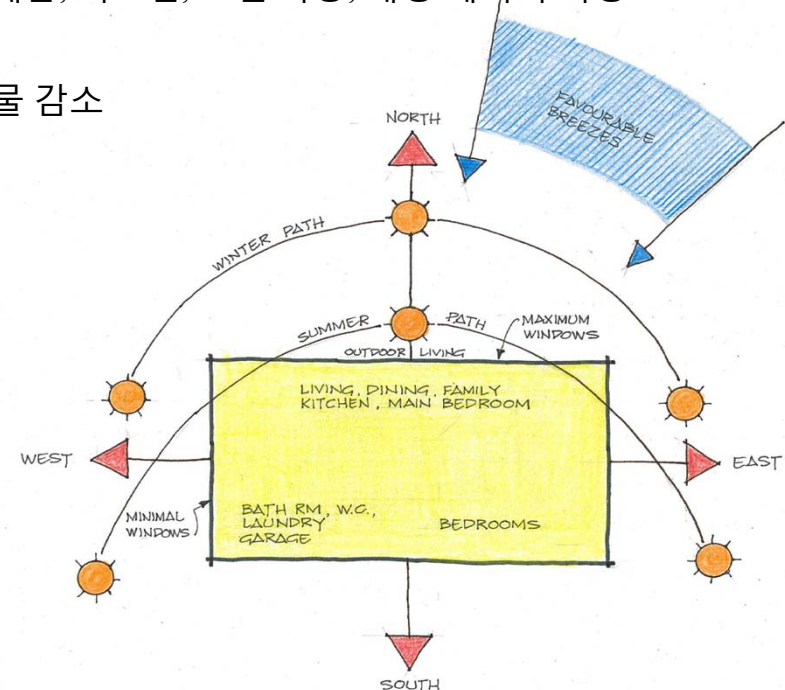 물 감소
FAVOURABLE
BREEZES
NORTH
WINTER PATH
SUMMER PATH
MAXIMUM
WINDOWS
OUTDOOR LIVING
LIVING, DINING, FAMILY
KITCHEN, MAIN BEDROOM
WEST
EAST
MINIMAL
WINDOWS
BATH RM, W.C.,
LAUNDRY
GARAGE
BEDROOMS
SOUTH